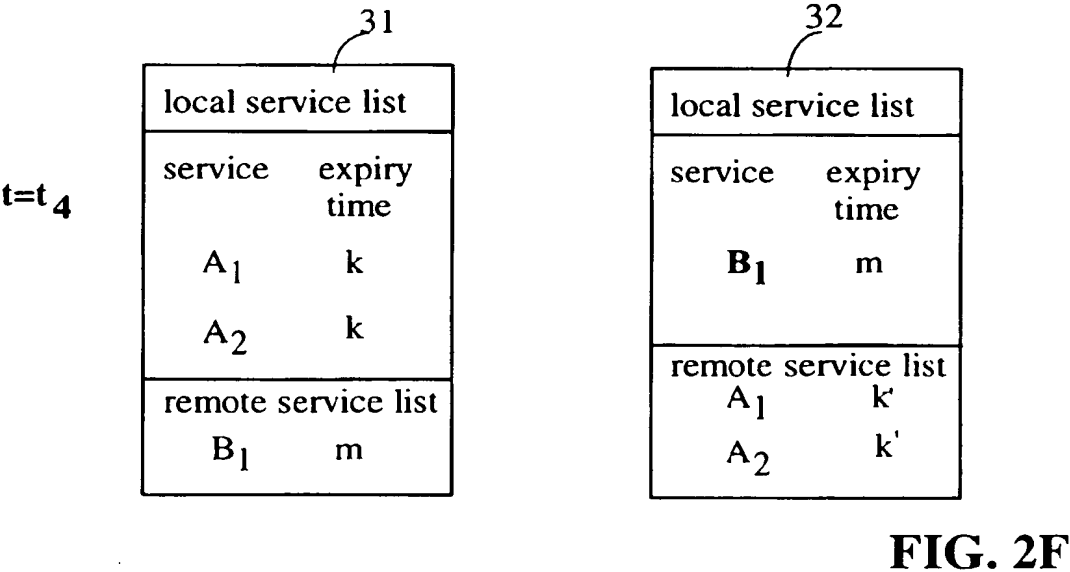 31
local service list
service expiry time
A1 k
A2 k
remote service list
B1 m
t=t4
32
local service list
service expiry time
B1 m
remote service list
A1 k'
A2 k'
FIG. 2F